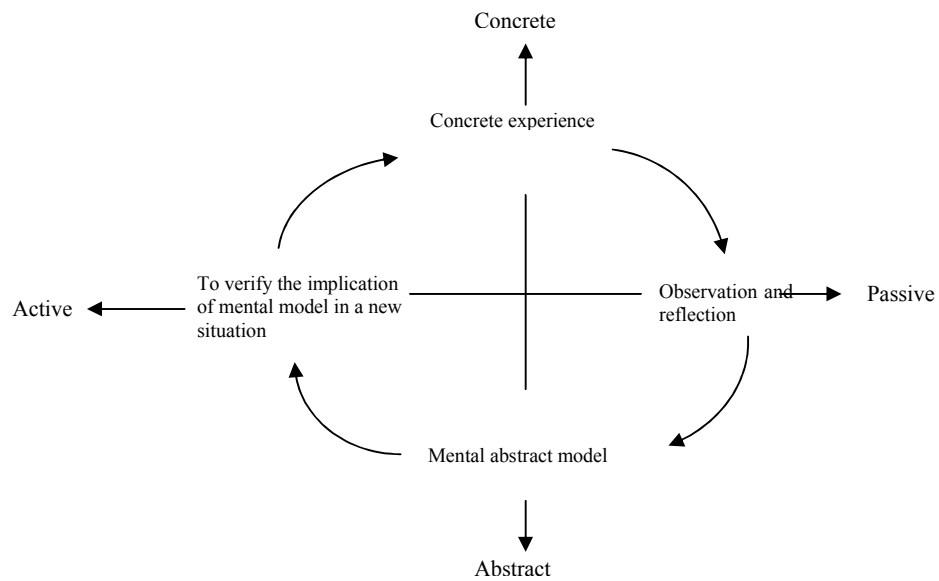 Concrete
Concrete experience
To verify the implication
of mental model in a new
situation
Active
Observation and
reflection
Passive
Mental abstract model
Abstract